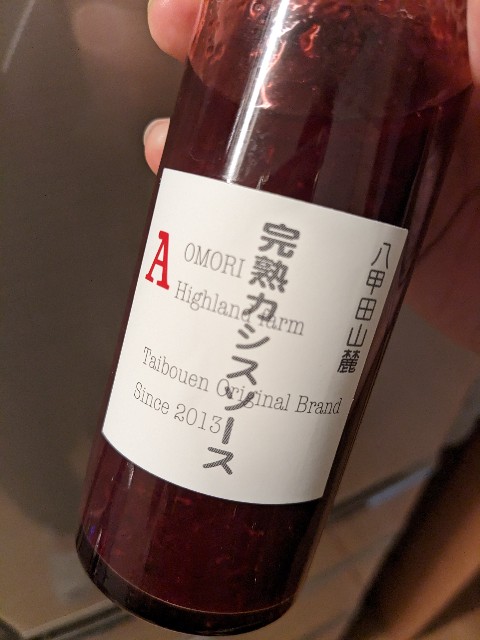 A OMORI
Highland farm
Taibouen Original Brand
Since 2013
完熟カシスソース
八甲田山麓